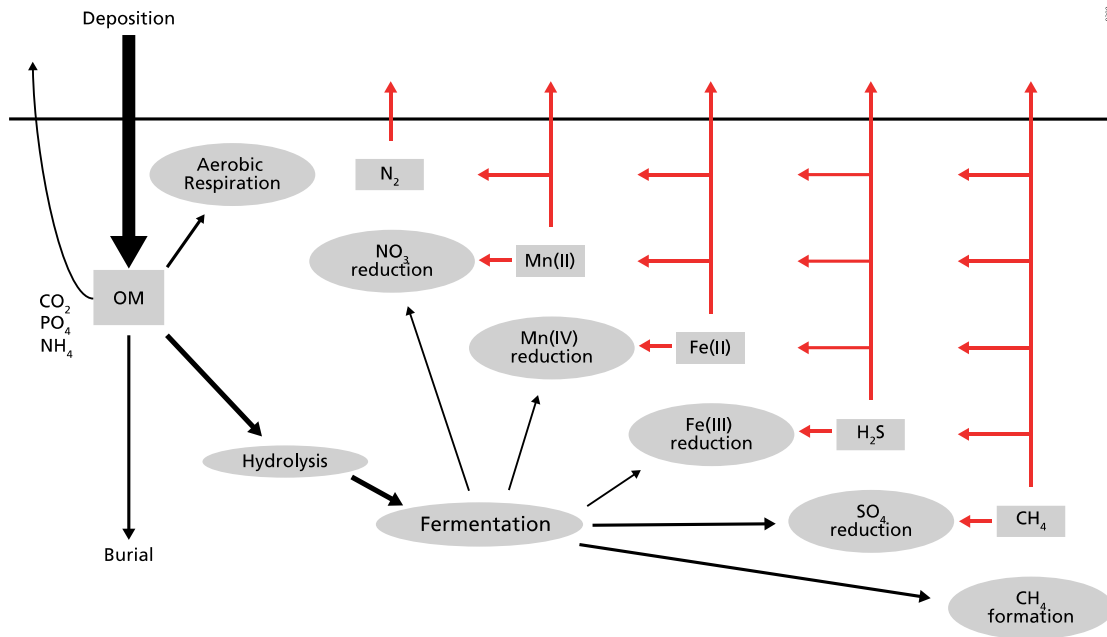 Deposition
Aerobic
Respiration
N₂
NO₃
reduction
Mn(II)
OM
CO₂
PO₄
NH₄
Mn(IV)
reduction
Fe(II)
Fe(III)
reduction
H₂S
Hydrolysis
Fermentation
SO₄
reduction
CH₄
Burial
CH₄
formation